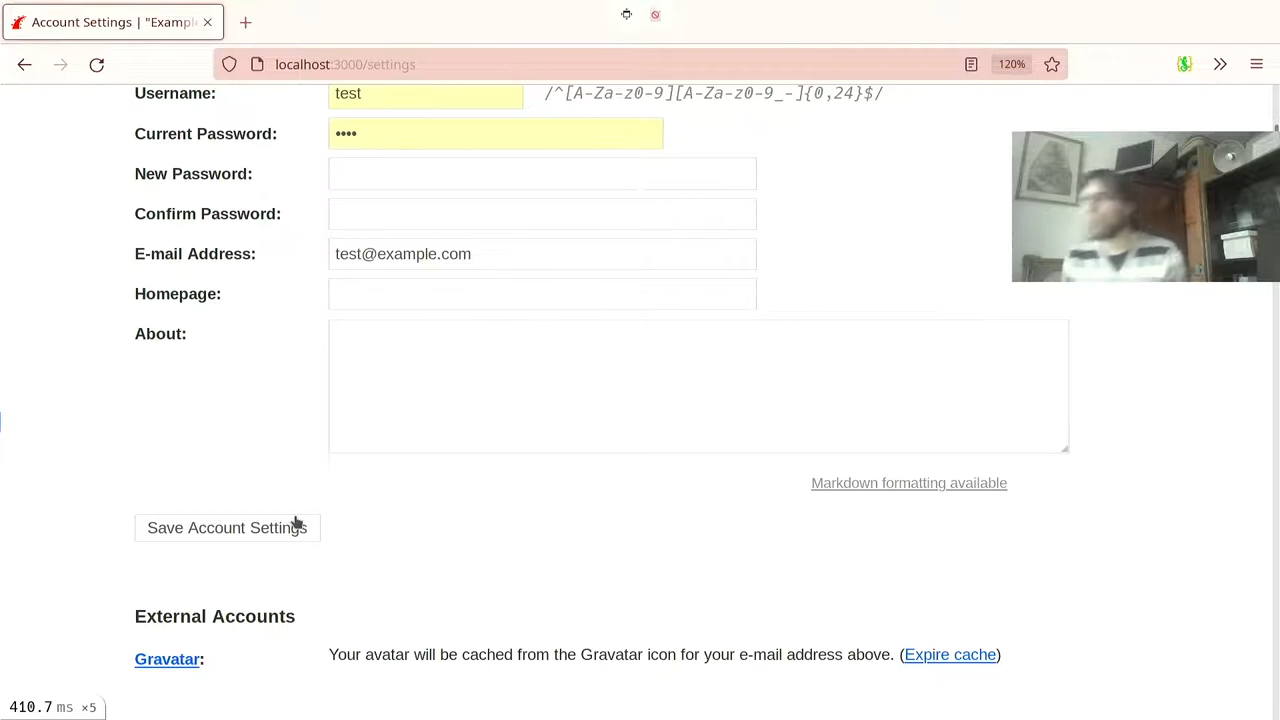 Account Settings | "Exampl
localhost:3000/settings
120%
Username:
test
/^[A-Za-z0-9][A-Za-z0-9_-]{0,24}$/
Current Password:
••••
New Password:
Confirm Password:
E-mail Address:
test@example.com
Homepage:
About:
Markdown formatting available
Save Account Settings
External Accounts
Gravatar:
Your avatar will be cached from the Gravatar icon for your e-mail address above. (Expire cache)
410.7 ms ×5